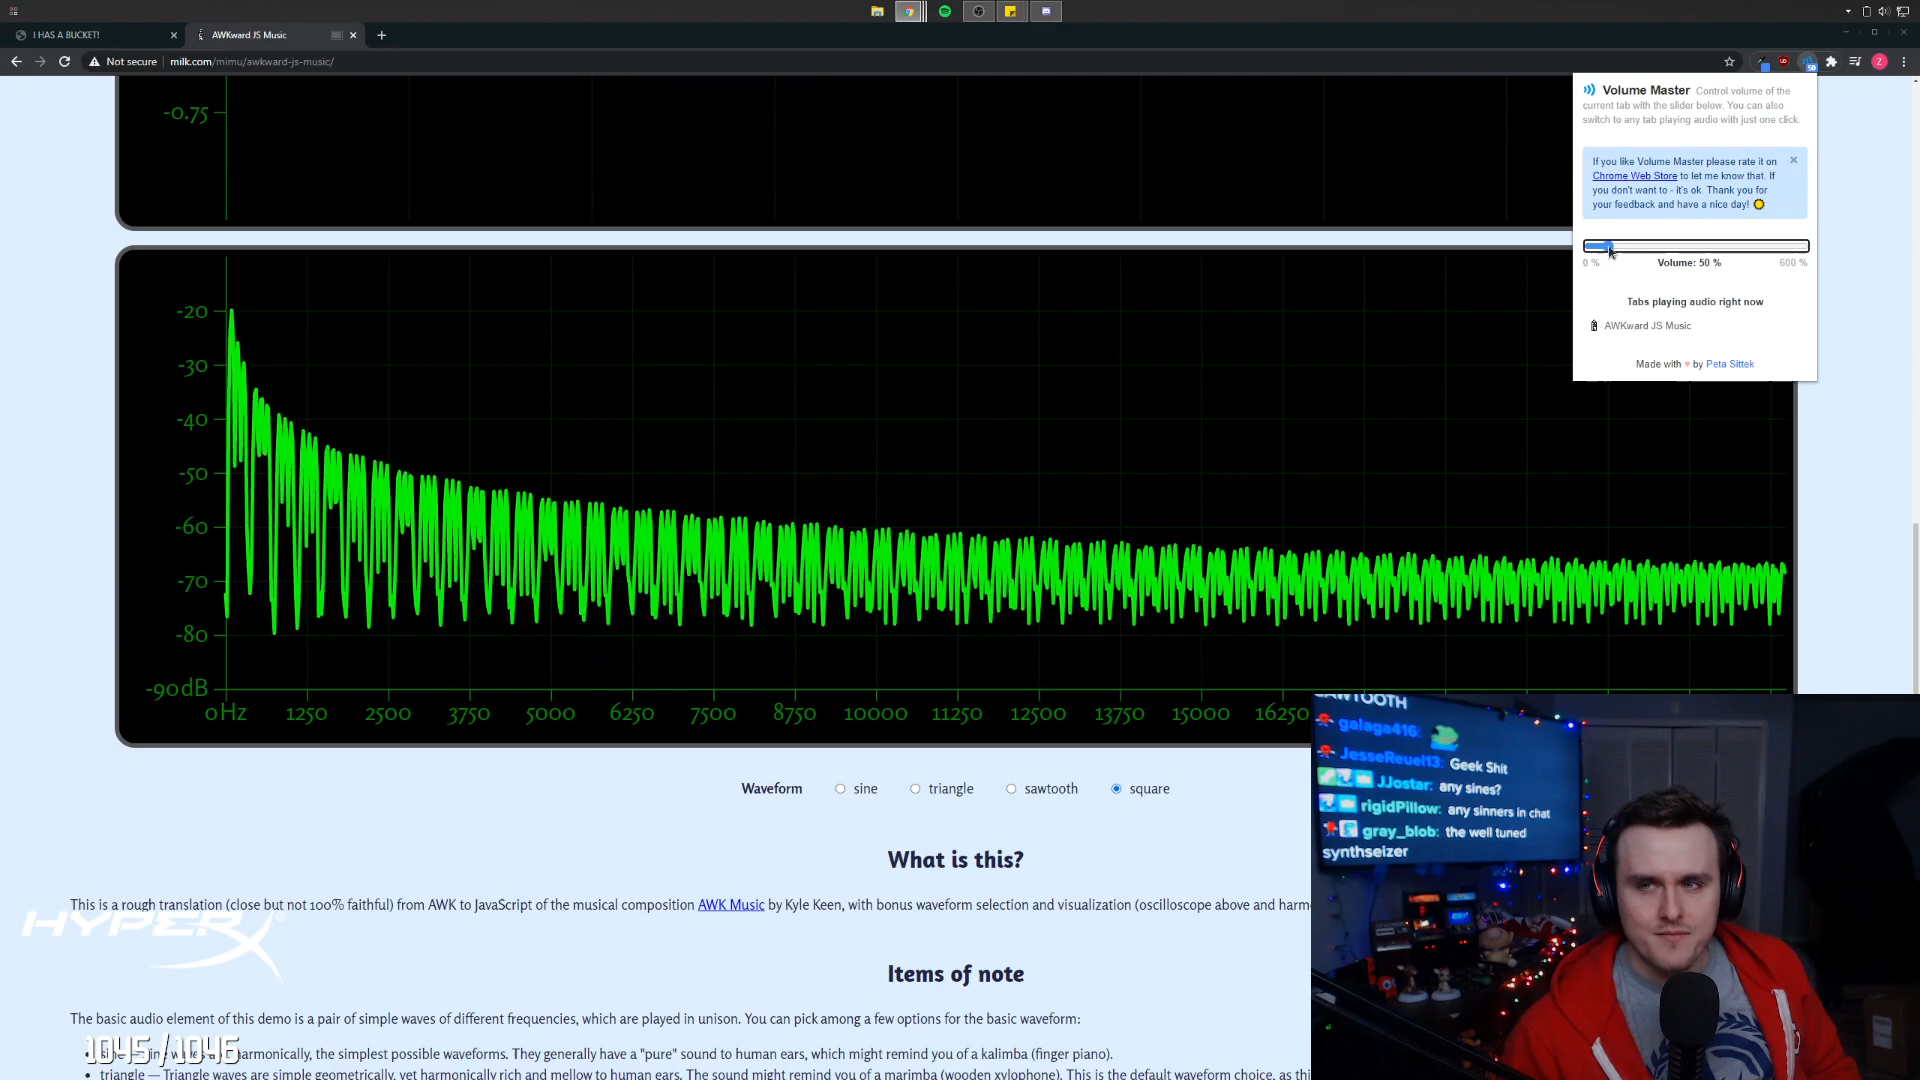 I HAS A BUCKET!
AWKward JS Music
Not secure
milk.com/mimu/awkward-js-music/
Volume Master Control volume of the
current tab with the slider below. You can also
switch to any tab playing audio with just one click.
If you like Volume Master please rate it on
Chrome Web Store to let me know that. If
you don't want to - it's ok. Thank you for
your feedback and have a nice day!
0 %
Volume: 50 %
600 %
Tabs playing audio right now
AWKward JS Music
Made with ♥ by Peta Sittek
-0.75
-20
-30
-40
-50
-60
-70
-80
-90dB
0Hz 1250 2500 3750 5000 6250 7500 8750 10000 11250 12500 13750 15000 16250
Waveform sine triangle sawtooth square
What is this?
This is a rough translation (close but not 100% faithful) from AWK to JavaScript of the musical composition AWK Music by Kyle Keen, with bonus waveform selection and visualization (oscilloscope above and harm
HYPERX
Items of note
The basic audio element of this demo is a pair of simple waves of different frequencies, which are played in unison. You can pick among a few options for the basic waveform:
harmonically, the simplest possible waveforms. They generally have a "pure" sound to human ears, which might remind you of a kalimba (finger piano).
1045/1046
triangle — Triangle waves are simple geometrically, yet harmonically rich and mellow to human ears. The sound might remind you of a marimba (wooden xylophone). This is the default waveform choice, as thi
SAWTOOTH
galaga416:
JesseReuel13: Geek Shit
JJostar: any sines?
rigidPillow: any sinners in chat
gray_blob: the well tuned
synthseizer